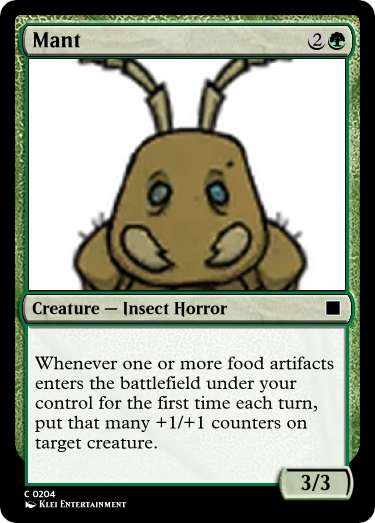 Mant 2
Creature — Insect Horror
Whenever one or more food artifacts
enters the battlefield under your
control for the first time each turn,
put that many +1/+1 counters on
target creature.
3/3
C 0204
Klei Entertainment